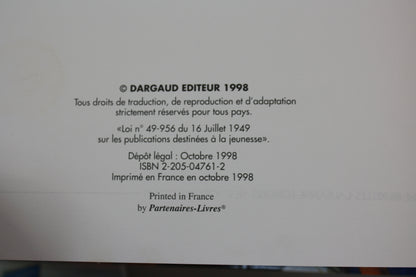 © DARGAUD EDITEUR 1998
Tous droits de traduction, de reproduction et d'adaptation
strictement réservés pour tous pays.
«Loi n° 49-956 du 16 Juillet 1949
sur les publications destinées à la jeunesse».
Dépôt légal : Octobre 1998
ISBN 2-205-04761-2
Imprimé en France en octobre 1998
Printed in France
by Partenaires-Livres®